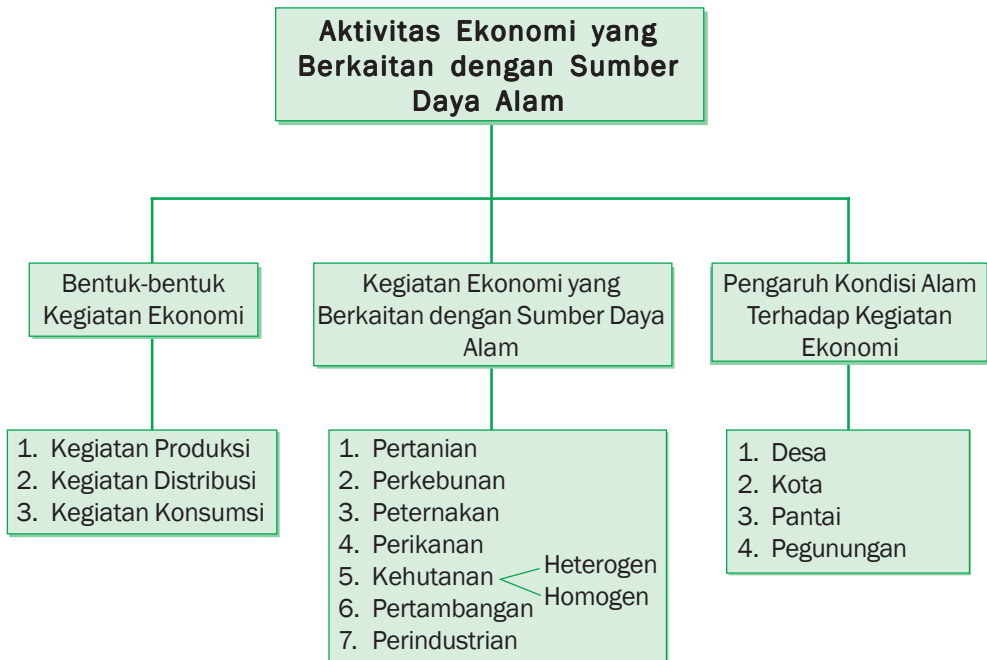 Aktivitas Ekonomi yang
Berkaitan dengan Sumber
Daya Alam
Bentuk-bentuk
Kegiatan Ekonomi
Kegiatan Ekonomi yang
Berkaitan dengan Sumber Daya
Alam
Pengaruh Kondisi Alam
Terhadap Kegiatan
Ekonomi
1. Kegiatan Produksi
2. Kegiatan Distribusi
3. Kegiatan Konsumsi
1. Pertanian
2. Perkebunan
3. Peternakan
4. Perikanan
5. Kehutanan
Heterogen
Homogen
6. Pertambangan
7. Perindustrian
1. Desa
2. Kota
3. Pantai
4. Pegunungan